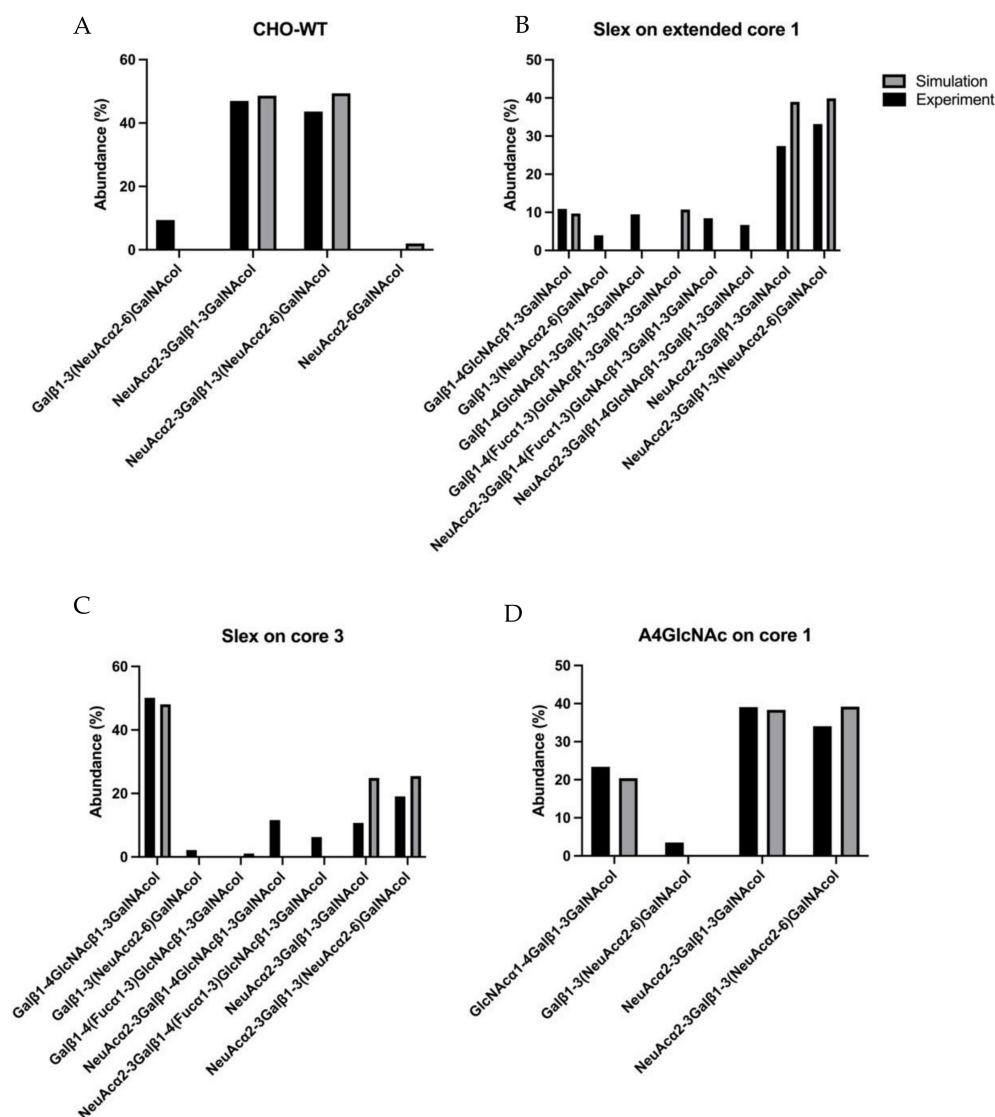 A
CHO-WT
Abundance (%)
60
40
20
0
Galβ1-3(NeuAcα2-6)GalNAcol
NeuAcα2-3Galβ1-3GalNAcol
NeuAcα2-3Galβ1-3(NeuAcα2-6)GalNAcol
NeuAcα2-6GalNAcol
B
Slex on extended core 1
Abundance (%)
50
40
30
20
10
0
Galβ1-4GlcNAcβ1-3GalNAcol
Galβ1-3(NeuAcα2-6)GalNAcol
Galβ1-4GlcNAcβ1-3Galβ1-3GalNAcol
Galβ1-4(Fucα1-3)GlcNAcβ1-3Galβ1-3GalNAcol
NeuAcα2-3Galβ1-4(Fucα1-3)GlcNAcβ1-3Galβ1-3GalNAcol
NeuAcα2-3Galβ1-4GlcNAcβ1-3Galβ1-3GalNAcol
NeuAcα2-3Galβ1-3GalNAcol
NeuAcα2-3Galβ1-3(NeuAcα2-6)GalNAcol
Simulation
Experiment
C
Slex on core 3
Abundance (%)
60
40
20
0
Galβ1-4GlcNAcβ1-3GalNAcol
Galβ1-3(NeuAcα2-6)GalNAcol
Galβ1-4(Fucα1-3)GlcNAcβ1-3GalNAcol
NeuAcα2-3Galβ1-4GlcNAcβ1-3GalNAcol
NeuAcα2-3Galβ1-4(Fucα1-3)GlcNAcβ1-3GalNAcol
NeuAcα2-3Galβ1-3GalNAcol
NeuAcα2-3Galβ1-3(NeuAcα2-6)GalNAcol
D
A4GlcNAc on core 1
Abundance (%)
50
40
30
20
10
0
GlcNAcα1-4Galβ1-3GalNAcol
Galβ1-3(NeuAcα2-6)GalNAcol
NeuAcα2-3Galβ1-3GalNAcol
NeuAcα2-3Galβ1-3(NeuAcα2-6)GalNAcol